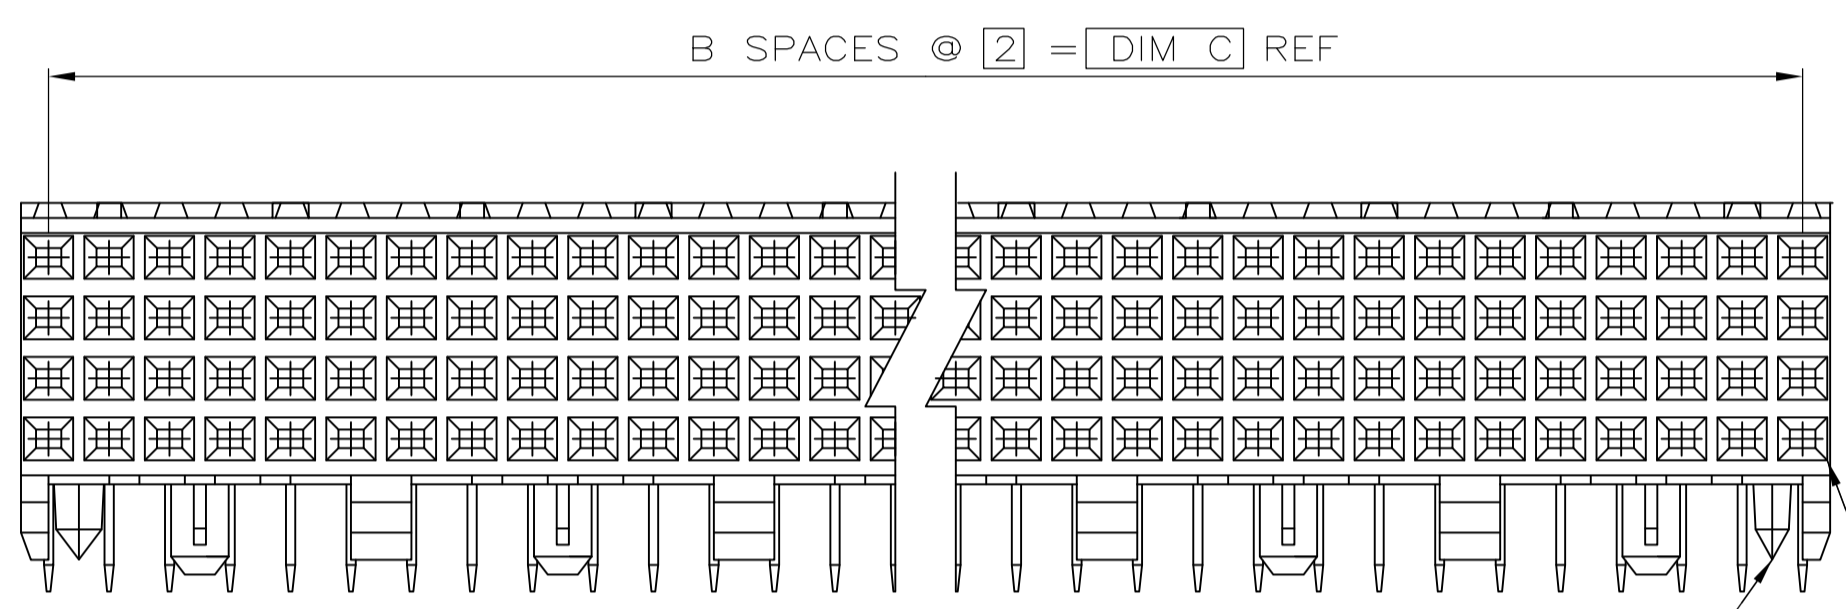 B SPACES @ 2 = DIM C REF